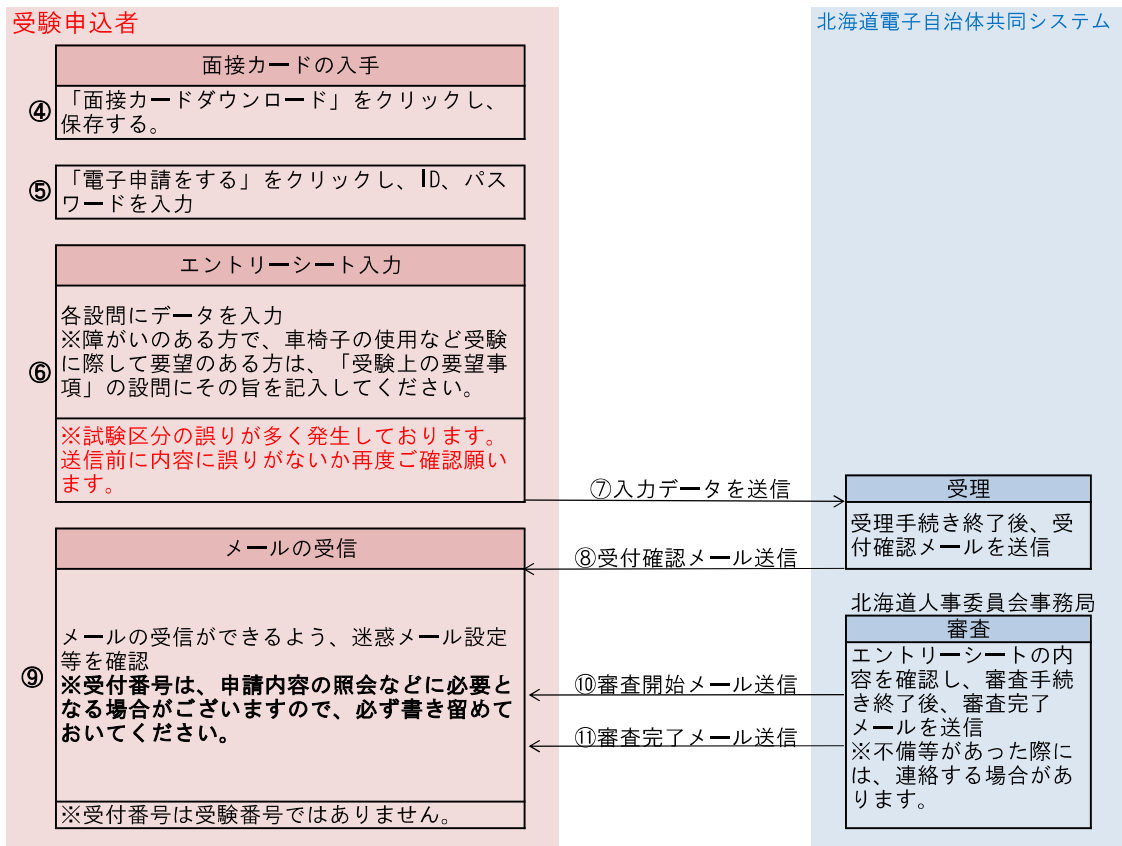 受験申込者
面接カードの入手
④
「面接カードダウンロード」をクリックし、
保存する。
⑤
「電子申請をする」をクリックし、ID、パス
ワードを入力
エントリーシート入力
⑥
各設問にデータを入力
※障がいのある方で、車椅子の使用など受験
に際して要望のある方は、「受験上の要望事
項」の設問にその旨を記入してください。
※試験区分の誤りが多く発生しております。
送信前に内容に誤りがないか再度ご確認願い
ます。
メールの受信
⑨
メールの受信ができるよう、迷惑メール設定
等を確認
※受付番号は、申請内容の照会などに必要と
なる場合がございますので、必ず書き留めて
おいてください。
※受付番号は受験番号ではありません。
⑦入力データを送信
⑧受付確認メール送信
⑩審査開始メール送信
⑪審査完了メール送信
北海道電子自治体共同システム
受理
受理手続き終了後、受
付確認メールを送信
北海道人事委員会事務局
審査
エントリーシートの内
容を確認し、審査手続
き終了後、審査完了
メールを送信
※不備等があった際に
は、連絡する場合があ
ります。